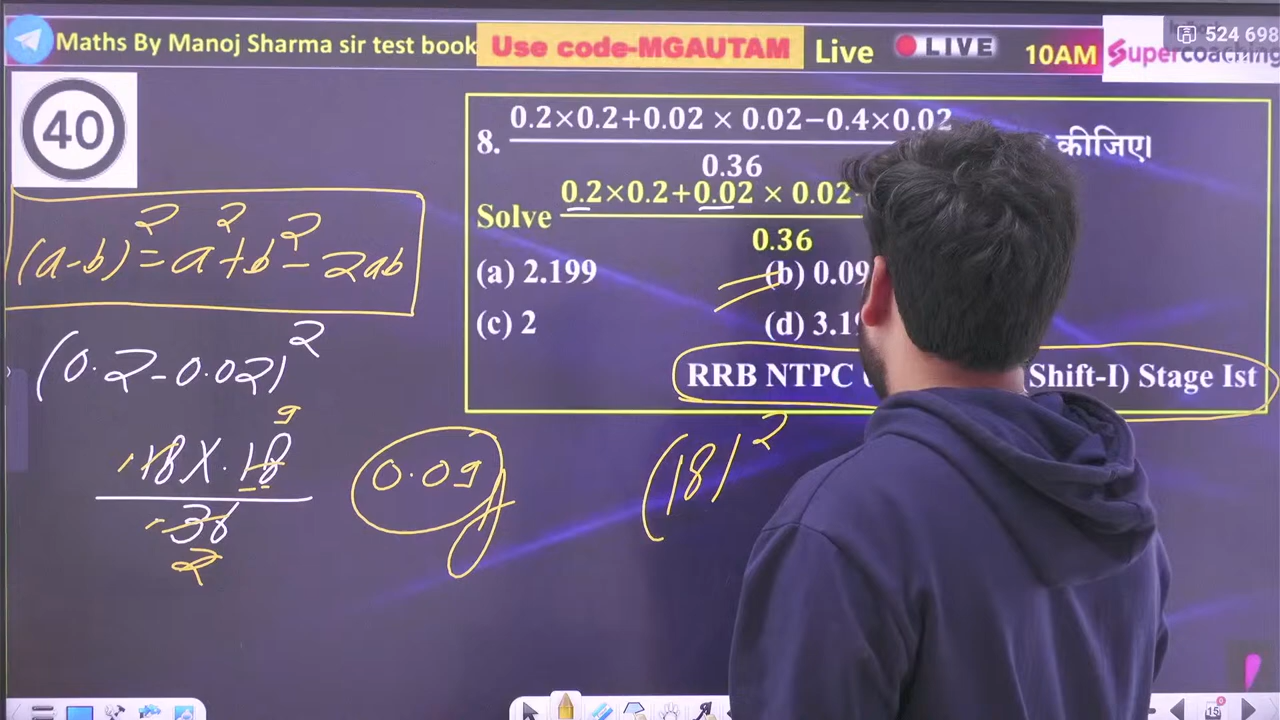 524 698
Maths By Manoj Sharma sir test book Use code-MGAUTAM Live LIVE 10AM Supercoaching
40
8. 0.2×0.2+0.02 × 0.02−0.4×0.02
0.36
कीजिए।
Solve 0.2×0.2+0.02 × 0.02
0.36
(a) 2.199 (b) 0.09
(c) 2 (d) 3.1
RRB NTPC (Shift-I) Stage Ist
(a-b)² = a²+b²-2ab
(0.2-0.02)²
9
.18 X .18
.36
2
0.09
(18)²
15